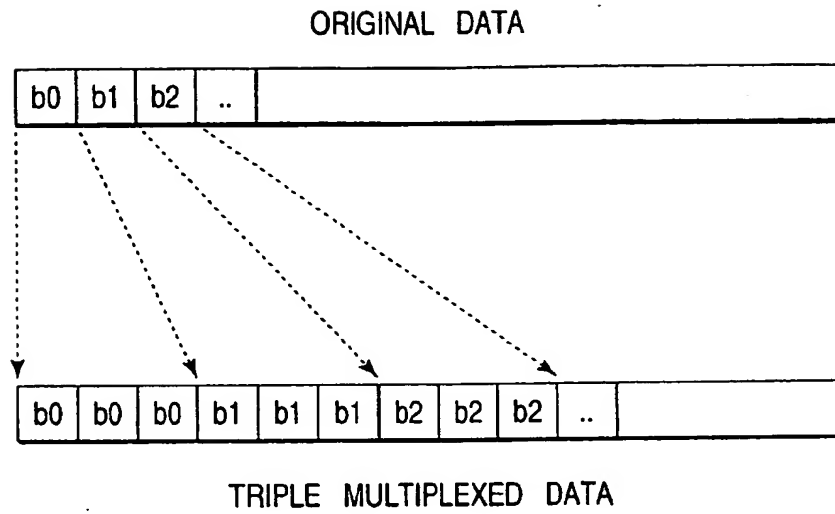 ORIGINAL DATA
b0 b1 b2 ..
b0 b0 b0 b1 b1 b1 b2 b2 b2 ..
TRIPLE MULTIPLEXED DATA